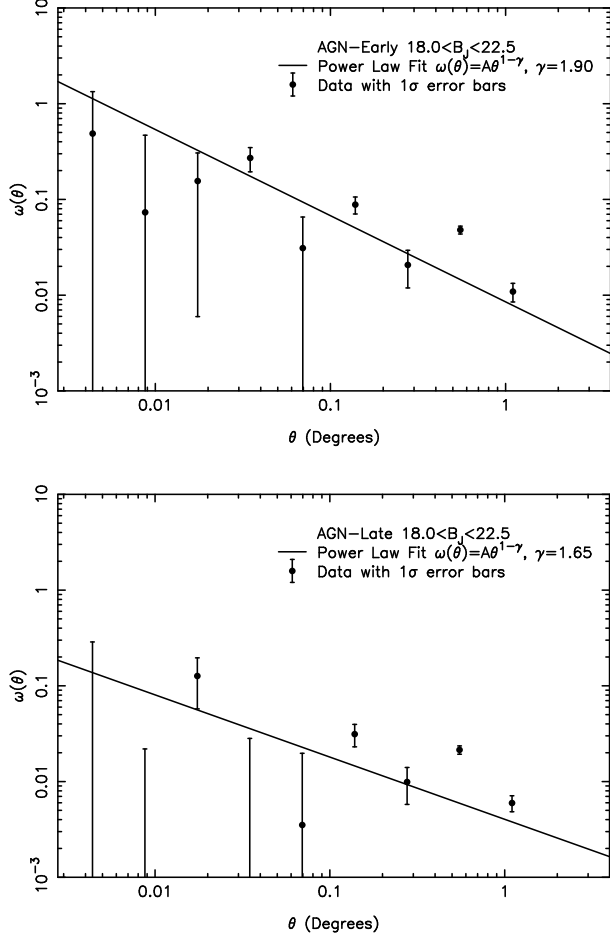 AGN–Early 18.0<B_J<22.5
Power Law Fit ω(θ)=Aθ^{1–γ}, γ=1.90
Data with 1σ error bars
10
1
0.1
0.01
10^{–3}
ω(θ)
0.01 0.1 1
θ (Degrees)
AGN–Late 18.0<B_J<22.5
Power Law Fit ω(θ)=Aθ^{1–γ}, γ=1.65
Data with 1σ error bars
10
1
0.1
0.01
10^{–3}
ω(θ)
0.01 0.1 1
θ (Degrees)